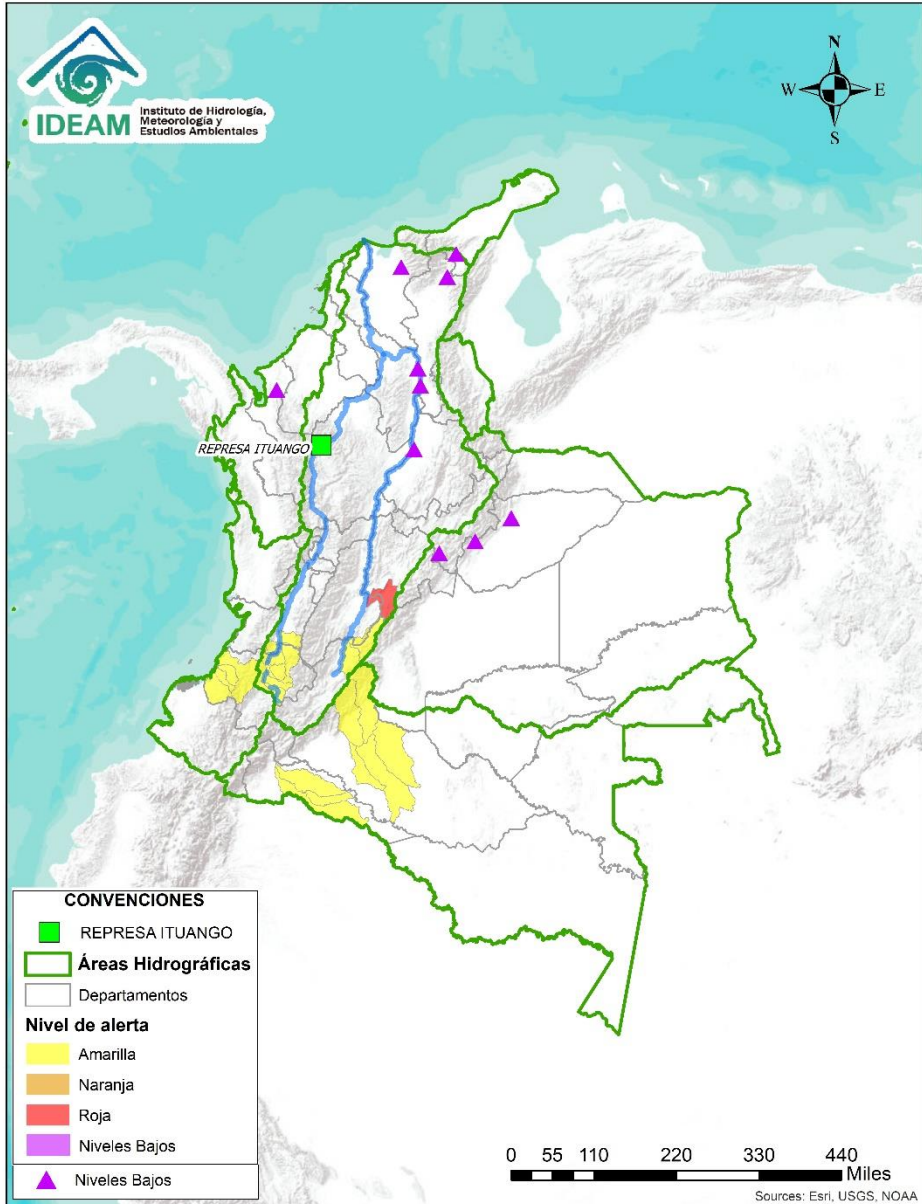 IDEAM
Instituto de Hidrología,
Meteorología y
Estudios Ambientales
N
W
E
S
REPRESA ITUANGO
CONVENCIONES
REPRESA ITUANGO
Áreas Hidrográficas
Departamentos
Nivel de alerta
Amarilla
Naranja
Roja
Niveles Bajos
Niveles Bajos
0 55 110 220 330 440
Miles
Sources: Esri, USGS, NOAA